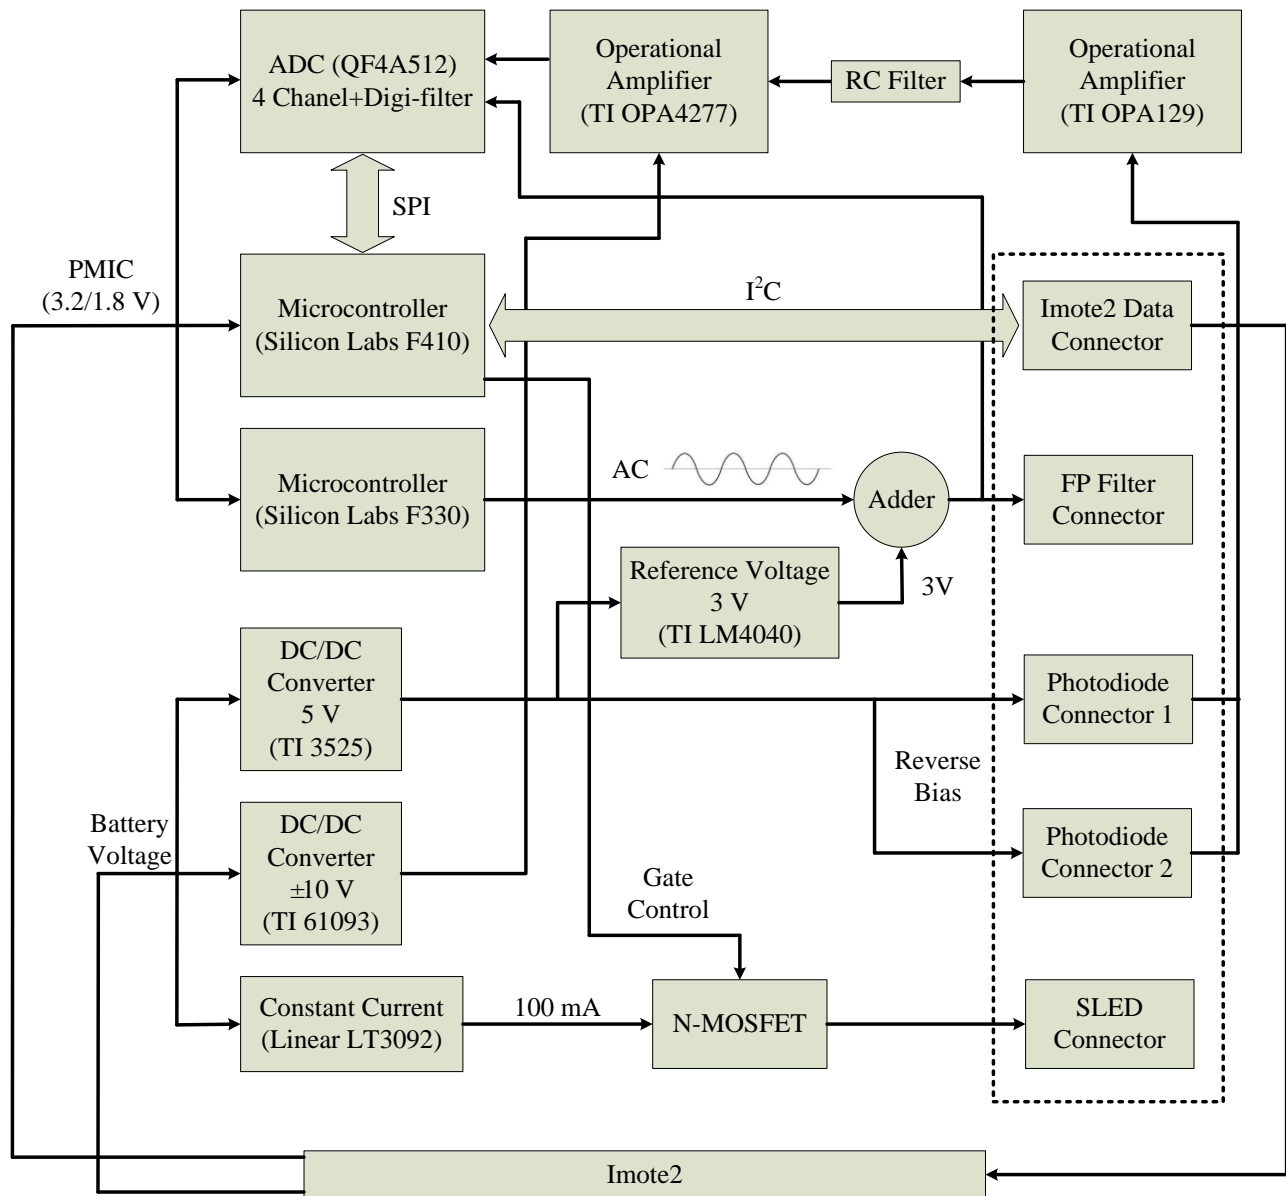 ADC (QF4A512)
4 Chanel+Digi-filter
Operational
Amplifier
(TI OPA4277)
RC Filter
Operational
Amplifier
(TI OPA129)
SPI
PMIC
(3.2/1.8 V)
Microcontroller
(Silicon Labs F410)
I²C
Imote2 Data
Connector
Microcontroller
(Silicon Labs F330)
AC
Adder
FP Filter
Connector
Reference Voltage
3 V
(TI LM4040)
3V
DC/DC
Converter
5 V
(TI 3525)
Photodiode
Connector 1
Reverse
Bias
Battery
Voltage
DC/DC
Converter
±10 V
(TI 61093)
Photodiode
Connector 2
Gate
Control
Constant Current
(Linear LT3092)
100 mA
N-MOSFET
SLED
Connector
Imote2